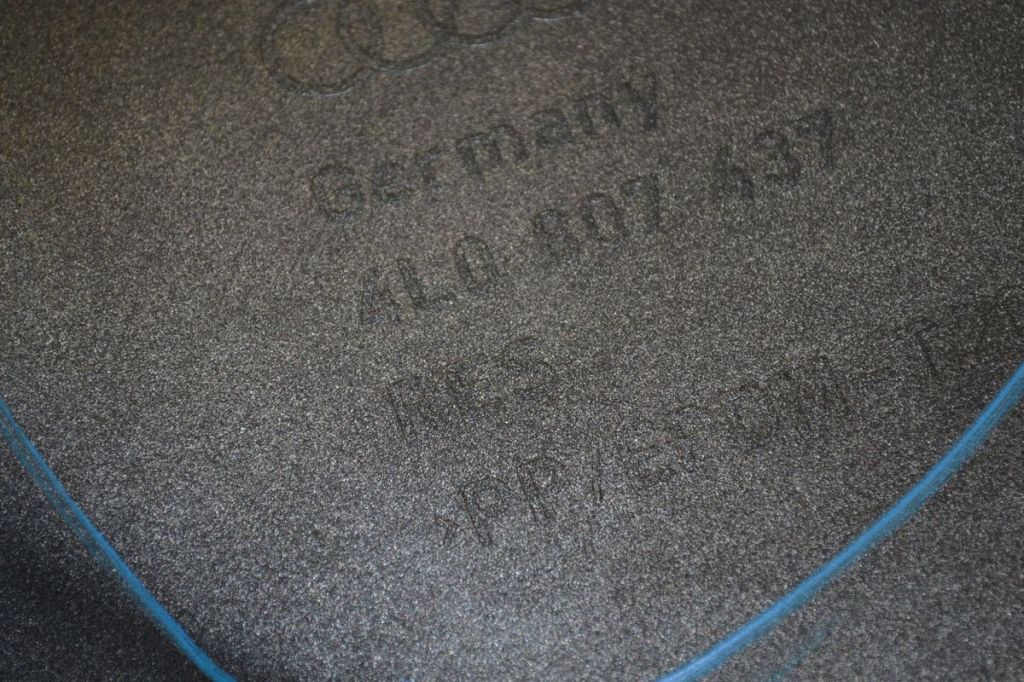 Germany
4L0 807 437
RES
>PP/EPDM-T